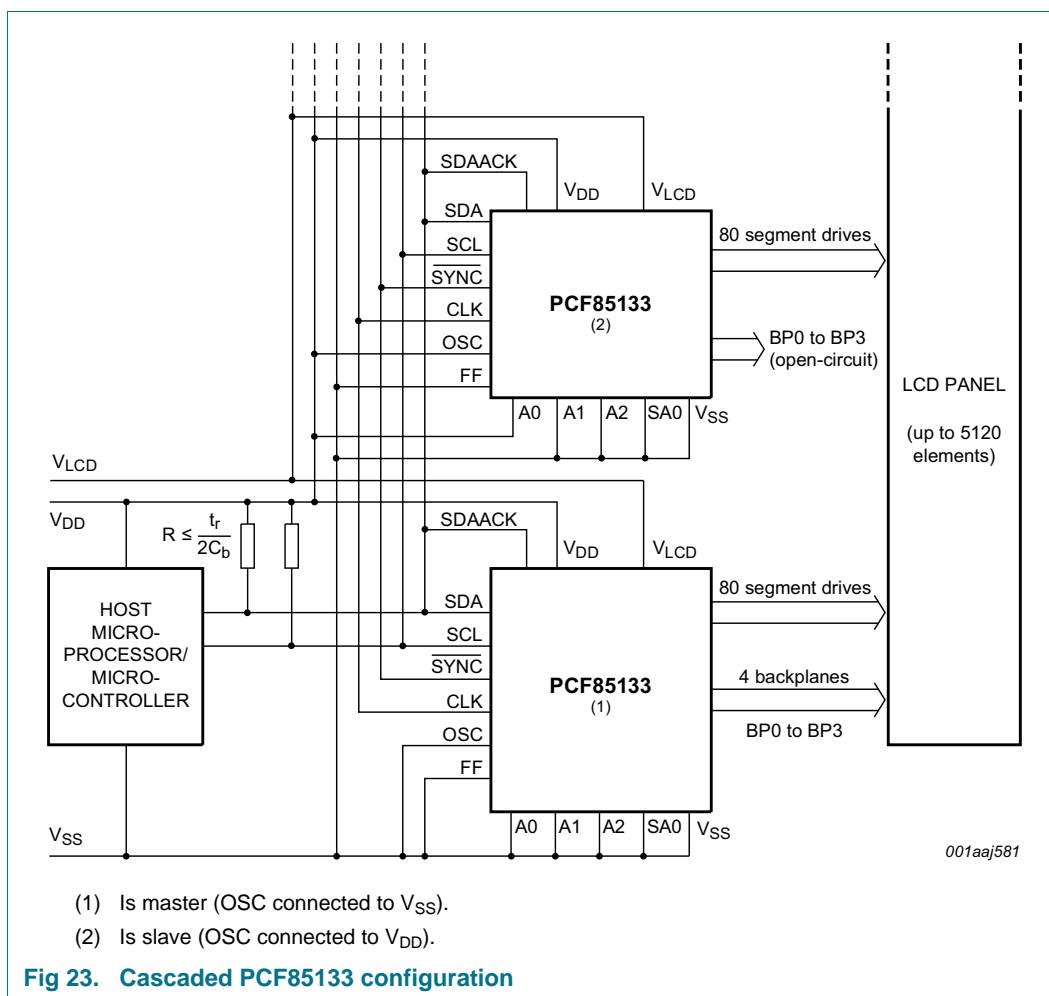 SDAACK
VDD
VLCD
SDA
SCL
SYNC
CLK
OSC
FF
PCF85133
(2)
80 segment drives
BP0 to BP3
(open-circuit)
A0
A1
A2
SA0
VSS
LCD PANEL
(up to 5120
elements)
VLCD
VDD
R ≤ tr
2Cb
SDAACK
VDD
VLCD
HOST
MICRO-
PROCESSOR/
MICRO-
CONTROLLER
SDA
SCL
SYNC
CLK
OSC
FF
PCF85133
(1)
80 segment drives
4 backplanes
BP0 to BP3
A0
A1
A2
SA0
VSS
VSS
001aaj581
(1) Is master (OSC connected to VSS).
(2) Is slave (OSC connected to VDD).
Fig 23. Cascaded PCF85133 configuration